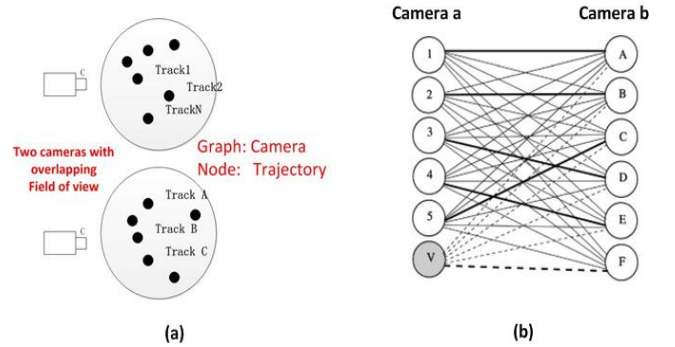 Camera a
Camera b
C
Track1
Track2
TrackN
Two cameras with
overlapping
Field of view
Graph: Camera
Node: Trajectory
C
Track A
Track B
Track C
1
2
3
4
5
V
A
B
C
D
E
F
(a)
(b)